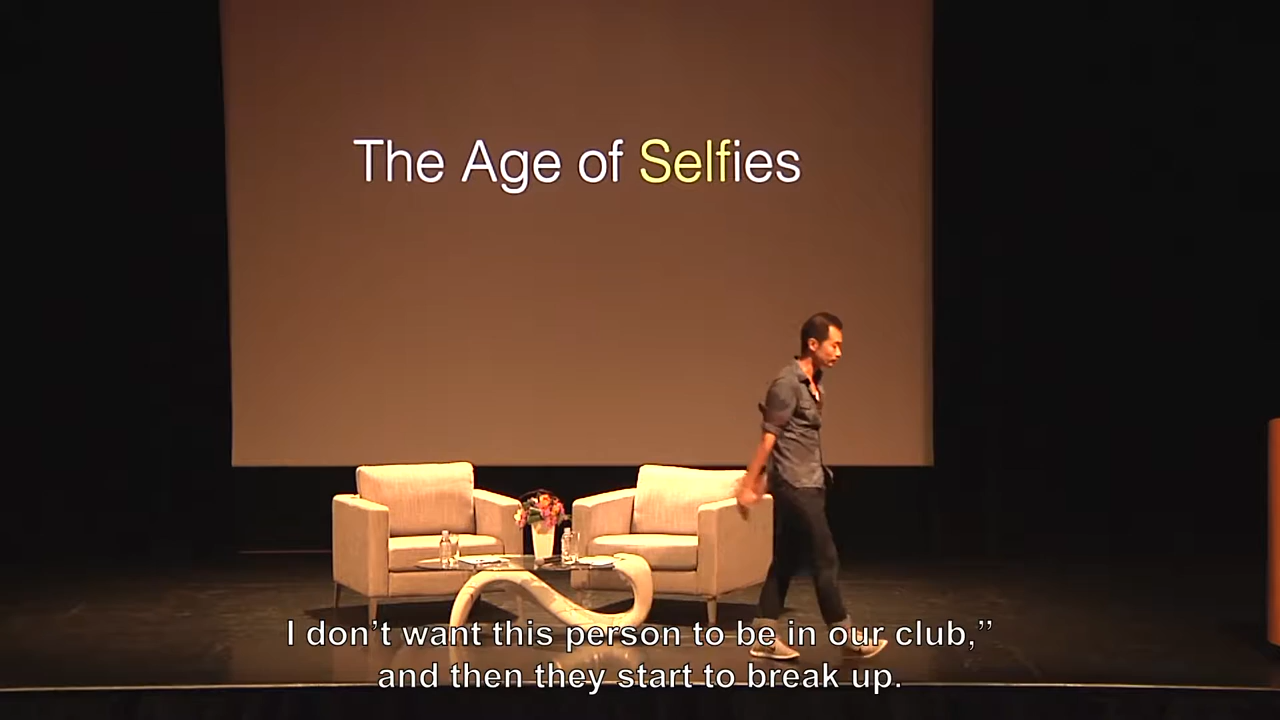 The Age of Selfies
I don’t want this person to be in our club,”
and then they start to break up.